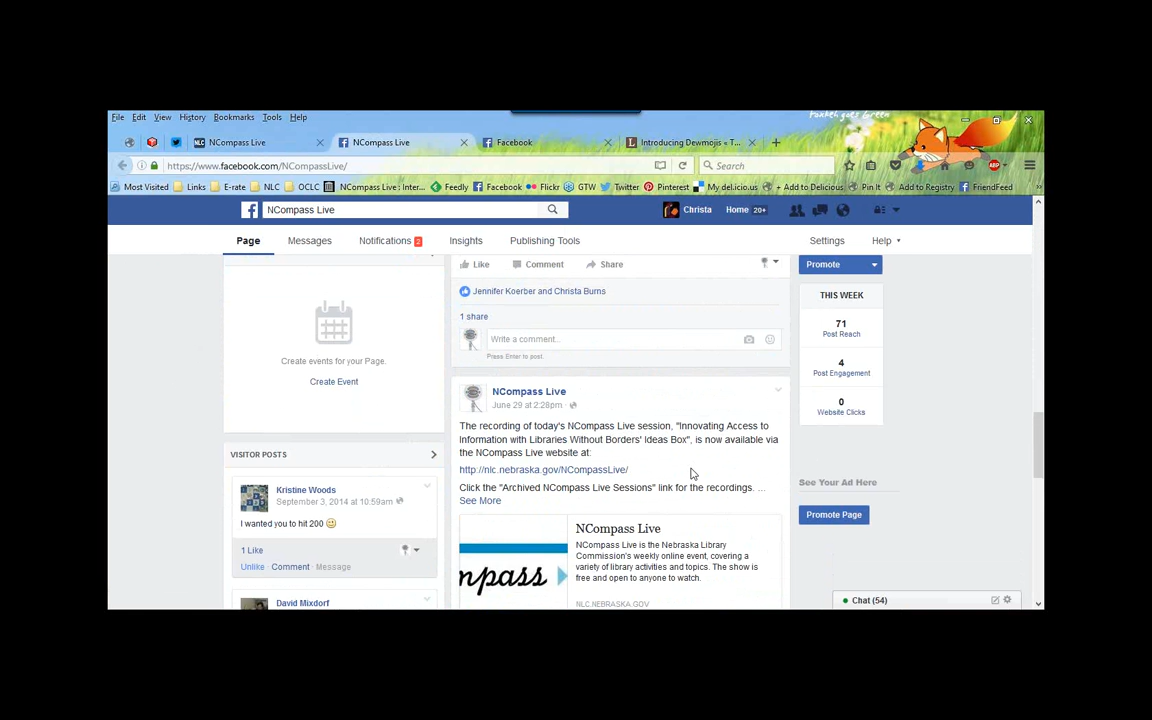 Foxkeh goes Green
File Edit View History Bookmarks Tools Help
NLC NCompass Live NCompass Live Facebook Introducing Dewmojis « T...
https://www.facebook.com/NCompassLive/ Search ABP
Most Visited Links E-rate NLC OCLC NCompass Live : Inter... Feedly Facebook Flickr GTW Twitter Pinterest My del.icio.us + Add to Delicious Pin It + Add to Registry FriendFeed
NCompass Live Christa Home 20+
Page Messages Notifications 2 Insights Publishing Tools Settings Help
Like Comment Share
Promote
Jennifer Koerber and Christa Burns
THIS WEEK
1 share
71
Post Reach
Write a comment...
Press Enter to post.
Create events for your Page.
4
Post Engagement
Create Event
NCompass Live
June 29 at 2:28pm ·
0
Website Clicks
The recording of today's NCompass Live session, "Innovating Access to
Information with Libraries Without Borders' Ideas Box", is now available via
the NCompass Live website at:
VISITOR POSTS
http://nlc.nebraska.gov/NCompassLive/
See Your Ad Here
Kristine Woods
September 3, 2014 at 10:59am
Click the "Archived NCompass Live Sessions" link for the recordings. ...
See More
Promote Page
I wanted you to hit 200
1 Like
NCompass Live
NCompass Live is the Nebraska Library
Commission's weekly online event, covering a
variety of library activities and topics. The show is
free and open to anyone to watch.
mpass
Unlike · Comment · Message
David Mixdorf
NLC.NEBRASKA.GOV
Chat (54)